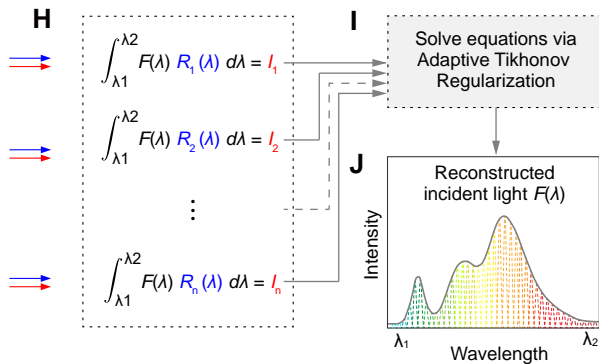 H
∫λ1λ2 F(λ) R1(λ) dλ = I1
∫λ1λ2 F(λ) R2(λ) dλ = I2
⋮
∫λ1λ2 F(λ) Rn(λ) dλ = In
I
Solve equations via
Adaptive Tikhonov
Regularization
J
Reconstructed
incident light F(λ)
Intensity
λ1
λ2
Wavelength